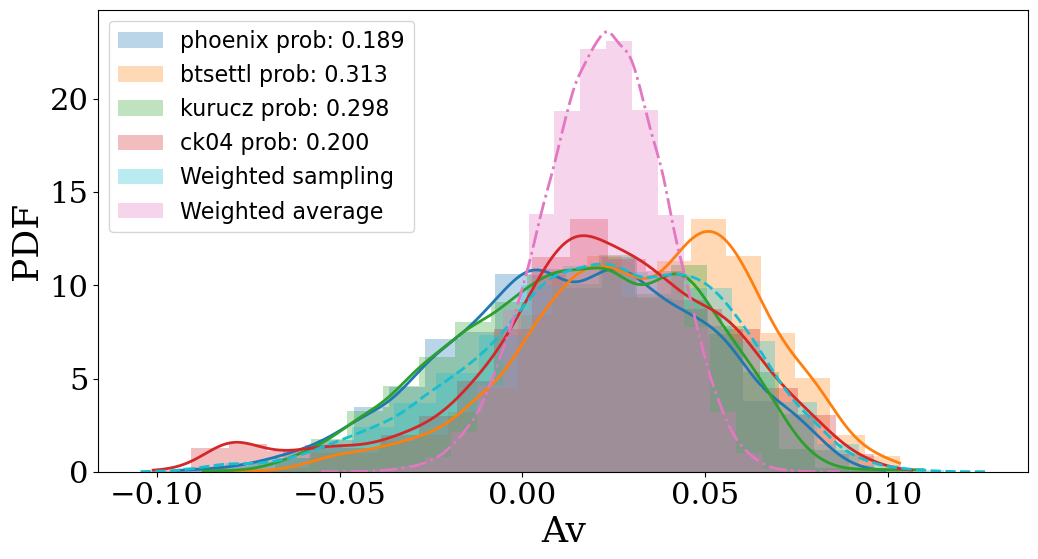 phoenix prob: 0.189
btsettl prob: 0.313
kurucz prob: 0.298
ck04 prob: 0.200
Weighted sampling
Weighted average
PDF
20
15
10
5
0
−0.10 −0.05 0.00 0.05 0.10
Av